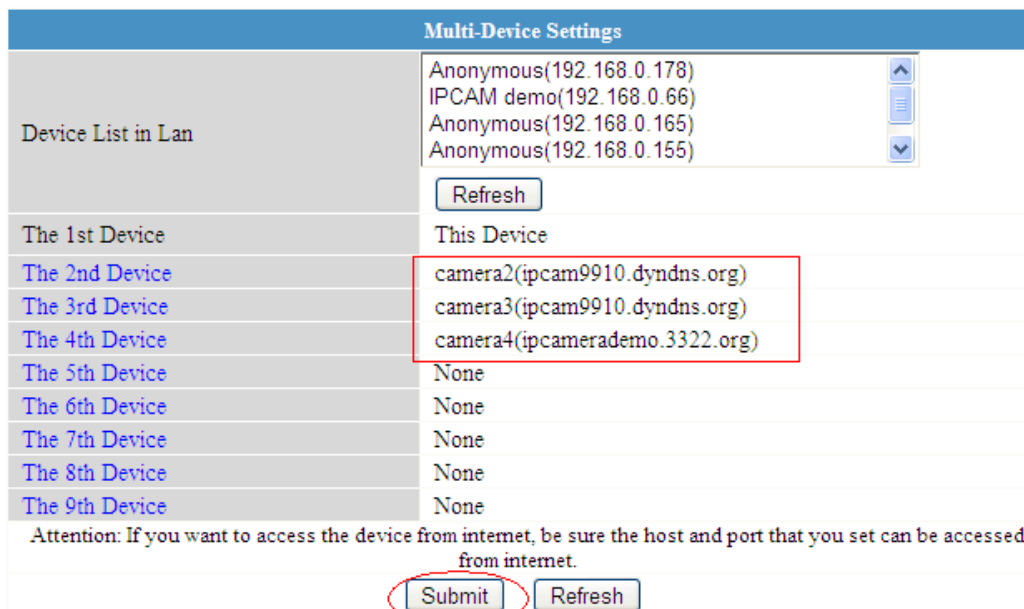 Multi-Device Settings
Device List in Lan
Anonymous(192.168.0.178)
IPCAM demo(192.168.0.66)
Anonymous(192.168.0.165)
Anonymous(192.168.0.155)
Refresh
The 1st Device This Device
The 2nd Device camera2(ipcam9910.dyndns.org)
The 3rd Device camera3(ipcam9910.dyndns.org)
The 4th Device camera4(ipcamerademo.3322.org)
The 5th Device None
The 6th Device None
The 7th Device None
The 8th Device None
The 9th Device None
Attention: If you want to access the device from internet, be sure the host and port that you set can be accessed
from internet.
Submit Refresh